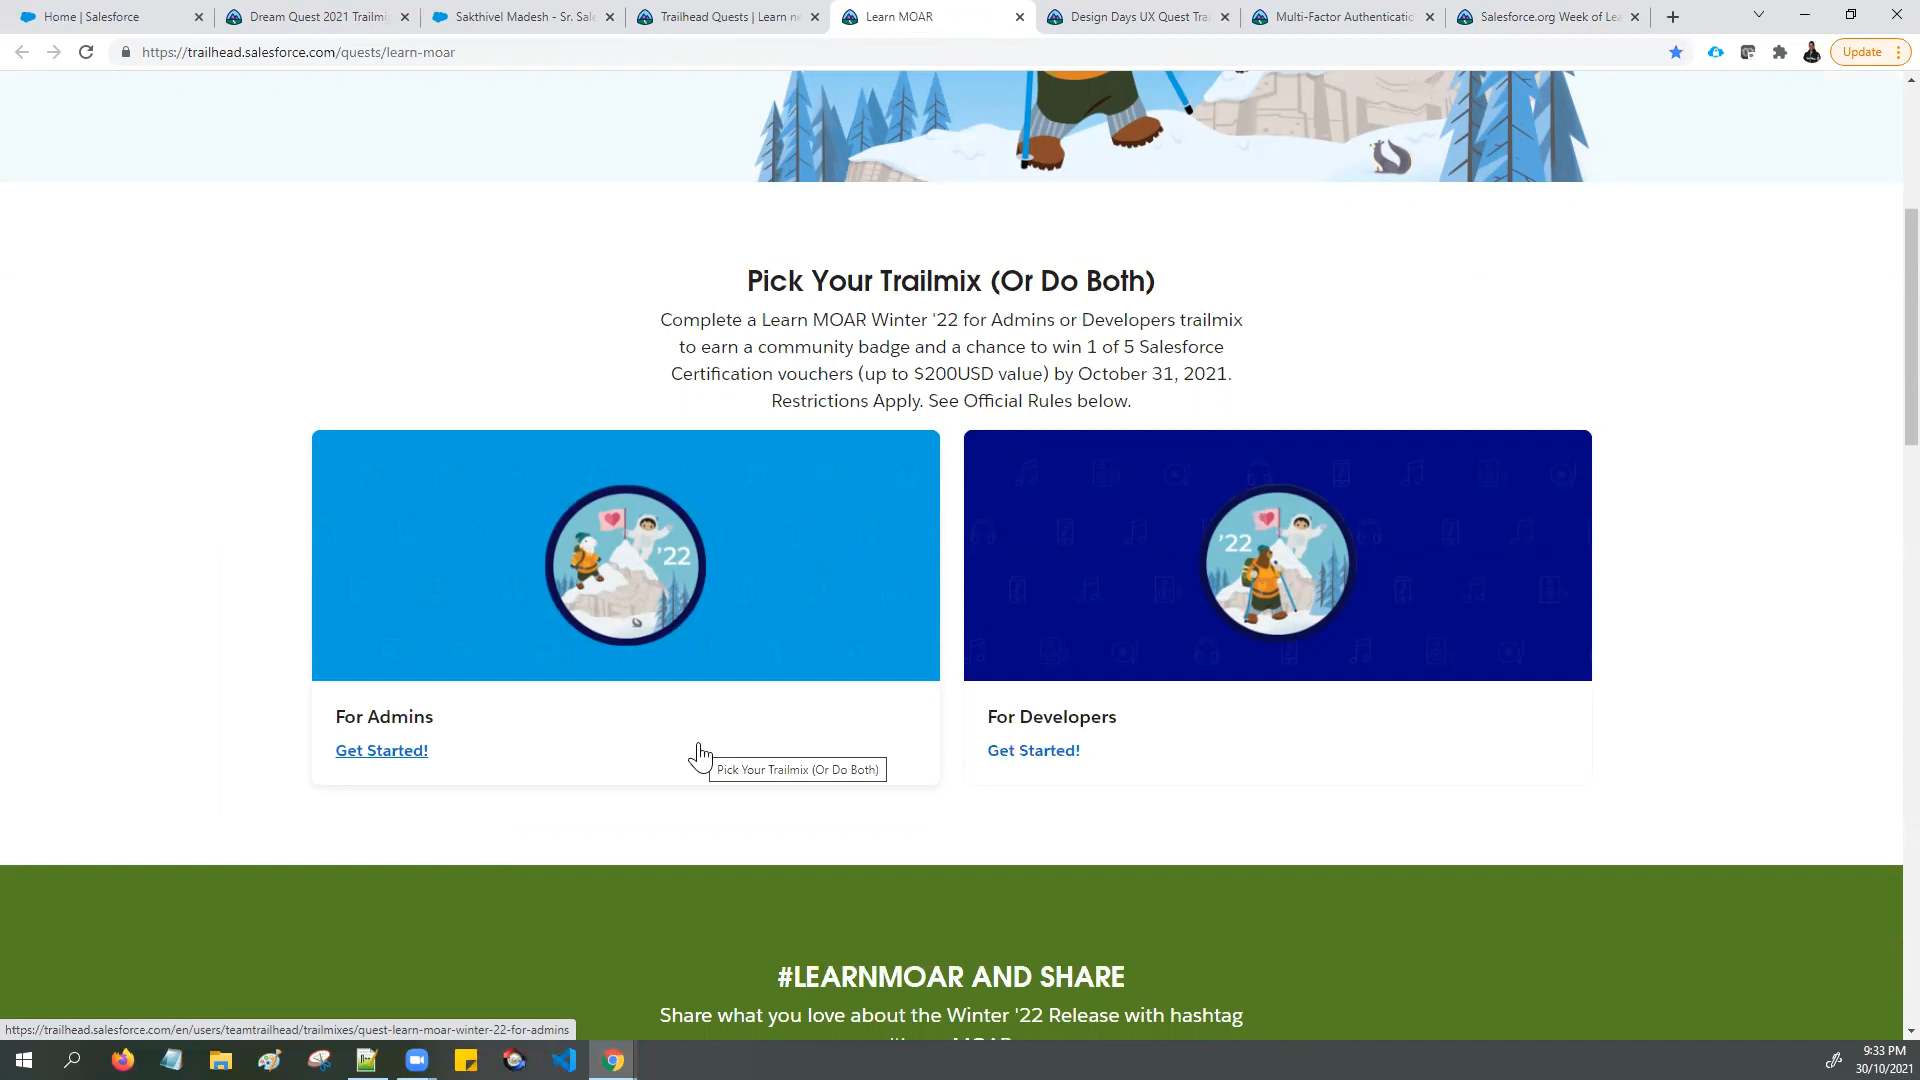 Home | Salesforce
Dream Quest 2021 Trailmi
Sakthivel Madesh - Sr. Sale
Trailhead Quests | Learn ne
Learn MOAR
Design Days UX Quest Tra
Multi-Factor Authenticatic
Salesforce.org Week of Lea
https://trailhead.salesforce.com/quests/learn-moar
Update
Pick Your Trailmix (Or Do Both)
Complete a Learn MOAR Winter '22 for Admins or Developers trailmix
to earn a community badge and a chance to win 1 of 5 Salesforce
Certification vouchers (up to $200USD value) by October 31, 2021.
Restrictions Apply. See Official Rules below.
'22
'22
For Admins
Get Started!
For Developers
Get Started!
Pick Your Trailmix (Or Do Both)
#LEARNMOAR AND SHARE
Share what you love about the Winter '22 Release with hashtag
https://trailhead.salesforce.com/en/users/teamtrailhead/trailmixes/quest-learn-moar-winter-22-for-admins
9:33 PM
30/10/2021